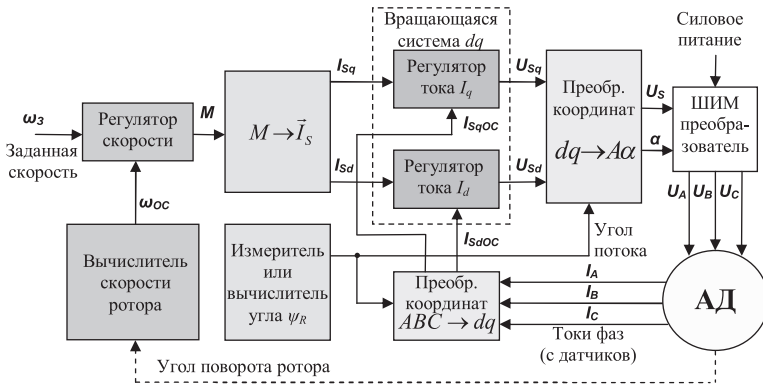 Вращающаяся
система dq
Силовое
питание
ω₃
Заданная
скорость
Регулятор
скорости
M
M → I⃗_S
I_Sq
I_Sd
Регулятор
тока I_q
I_SqOC
Регулятор
тока I_d
I_SdOC
U_Sq
U_Sd
Преобр.
координат
dq → Aα
U_S
α
ШИМ
преобра-
зователь
U_A U_B U_C
ω_OC
Вычислитель
скорости
ротора
Измеритель
или
вычислитель
угла ψ_R
Угол
потока
Преобр.
координат
ABC → dq
I_A
I_B
I_C
Токи фаз
(с датчиков)
АД
Угол поворота ротора